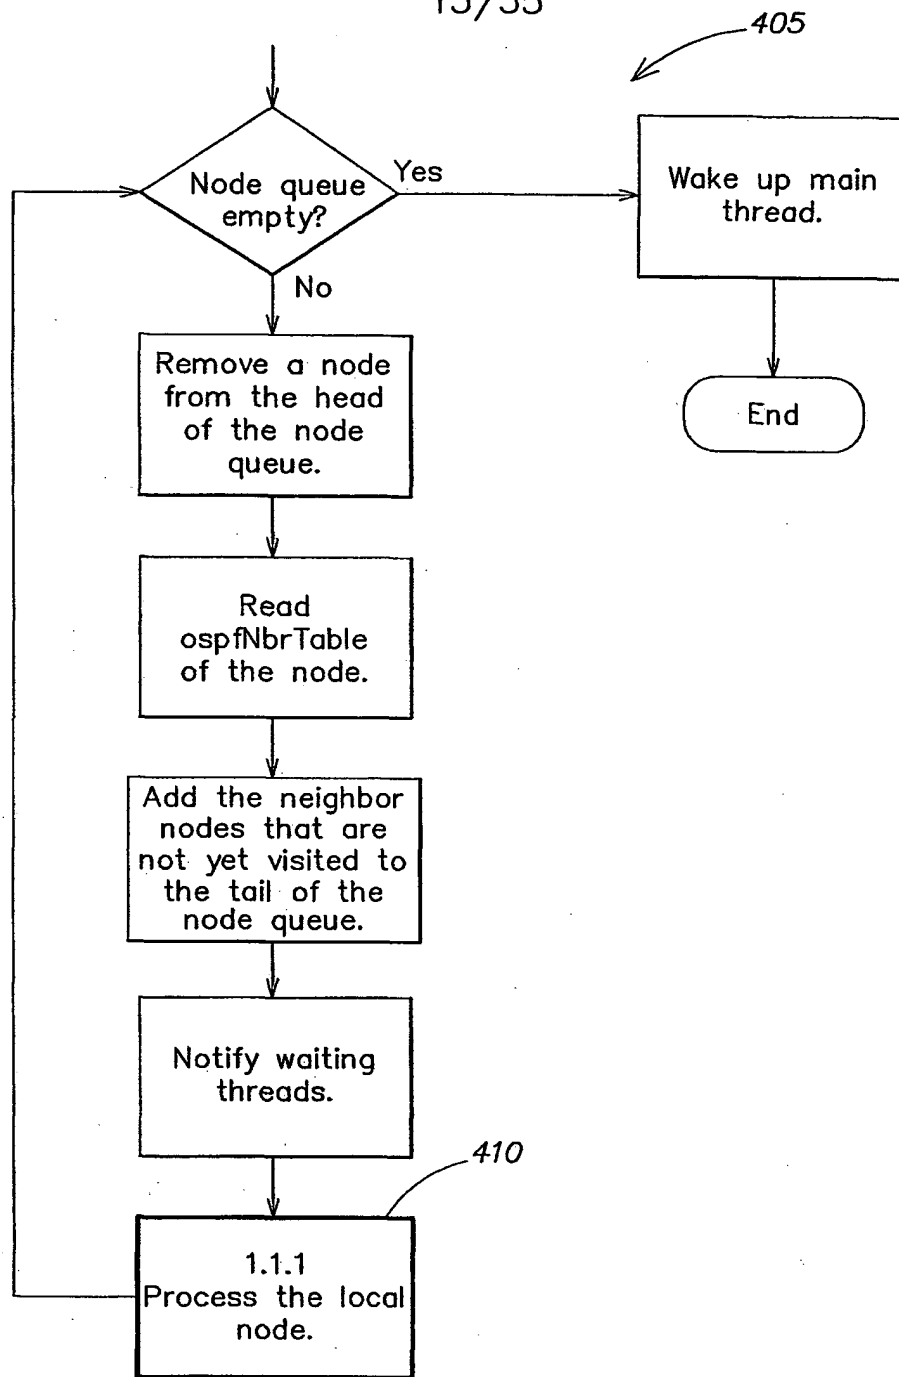 405
Node queue
empty?
Yes
Wake up main
thread.
No
End
Remove a node
from the head
of the node
queue.
Read
ospfNbrTable
of the node.
Add the neighbor
nodes that are
not yet visited to
the tail of the
node queue.
Notify waiting
threads.
410
1.1.1
Process the local
node.